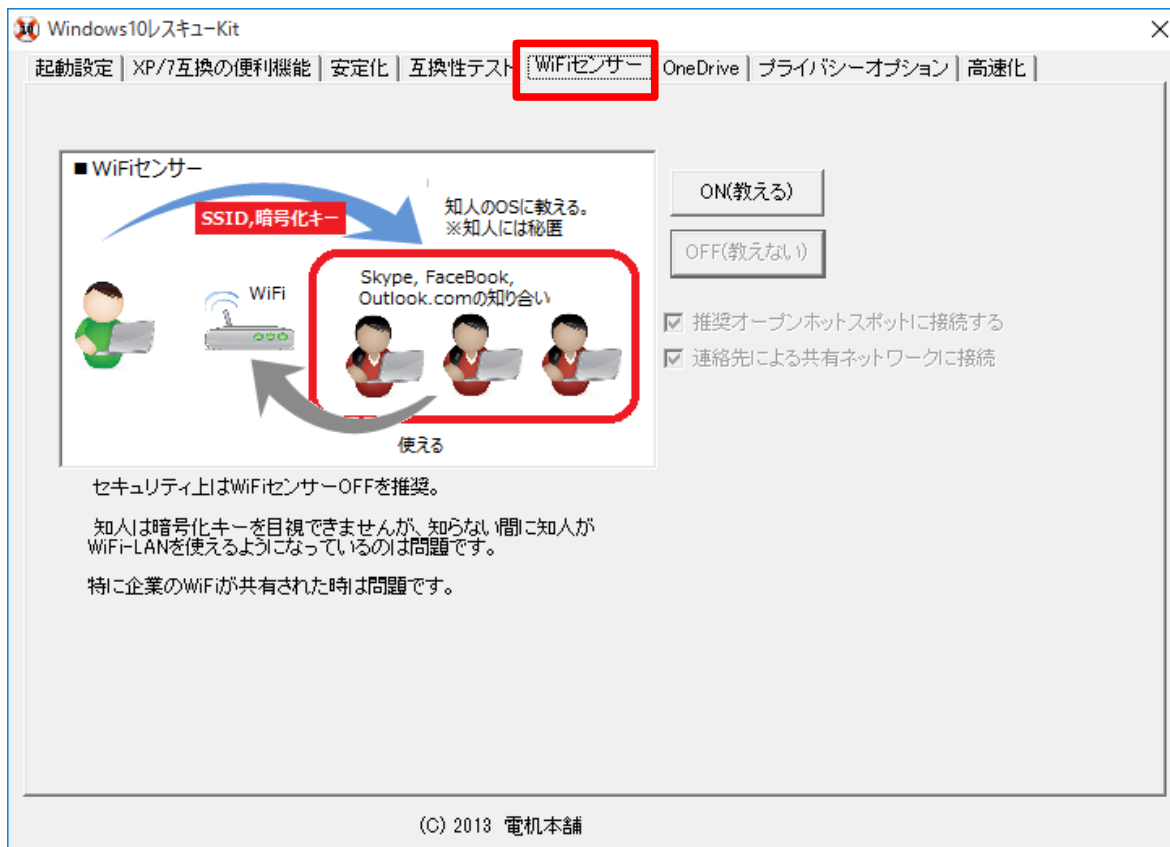 Windows10レスキューKit
起動設定 XP/7互換の便利機能 安定化 互換性テスト WiFiセンサー OneDrive プライバシーオプション 高速化
■WiFiセンサー
SSID,暗号化キー
知人のOSに教える。
※知人には秘匿
WiFi
Skype, FaceBook,
Outlook.comの知り合い
使える
ON(教える)
OFF(教えない)
推奨オープンホットスポットに接続する
連絡先による共有ネットワークに接続
セキュリティ上はWiFiセンサーOFFを推奨。
知人は暗号化キーを目視できませんが、知らない間に知人が
WiFi-LANを使えるようになっているのは問題です。
特に企業のWiFiが共有された時は問題です。
(C) 2013 電机本舗